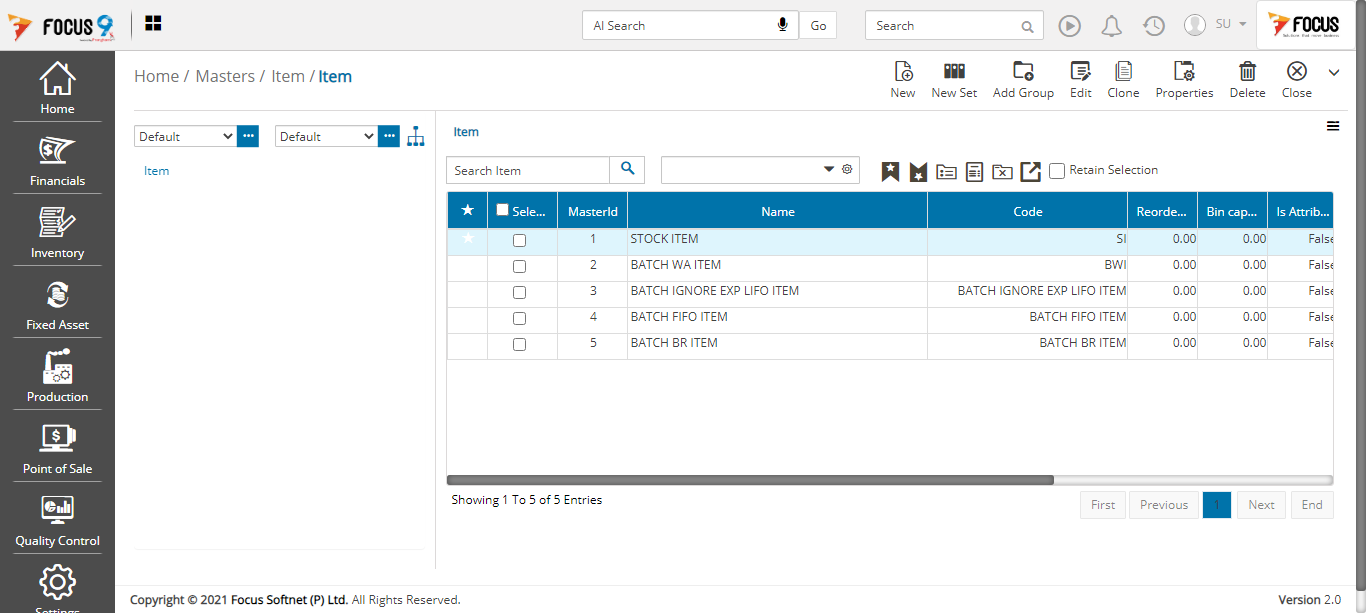 FOCUS 9
AI Search
Go
Search
SU
FOCUS
Home
Financials
Inventory
Fixed Asset
Production
Point of Sale
Quality Control
Settings
Home / Masters / Item / Item
New
New Set
Add Group
Edit
Clone
Properties
Delete
Close
Default
Default
Item
Item
Search Item
Retain Selection
Sele... MasterId Name Code Reorde... Bin cap... Is Attrib...
1 STOCK ITEM SI 0.00 0.00 False
2 BATCH WA ITEM BWI 0.00 0.00 False
3 BATCH IGNORE EXP LIFO ITEM BATCH IGNORE EXP LIFO ITEM 0.00 0.00 False
4 BATCH FIFO ITEM BATCH FIFO ITEM 0.00 0.00 False
5 BATCH BR ITEM BATCH BR ITEM 0.00 0.00 False
Showing 1 To 5 of 5 Entries
First
Previous
1
Next
End
Copyright © 2021 Focus Softnet (P) Ltd. All Rights Reserved.
Version 2.0